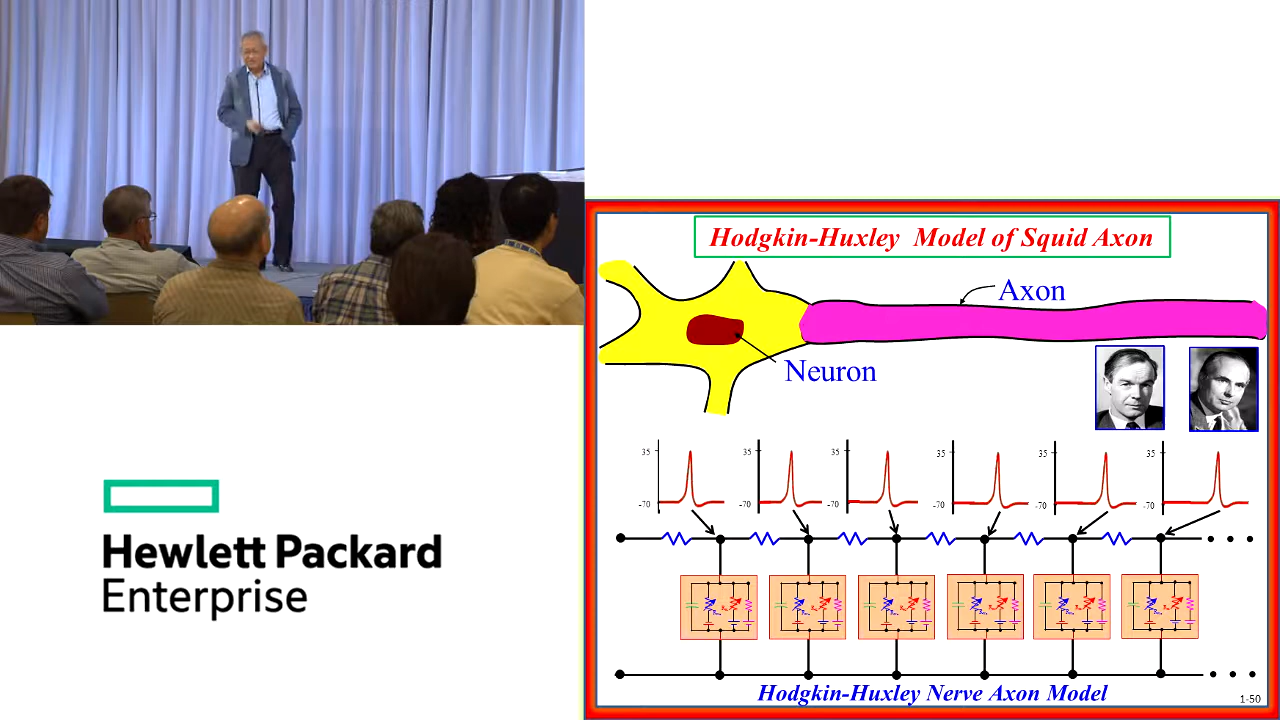 Hodgkin-Huxley Model of Squid Axon
Axon
Neuron
35
-70
35
-70
35
-70
35
-70
35
-70
35
-70
Hewlett Packard
Enterprise
Hodgkin-Huxley Nerve Axon Model
1-50